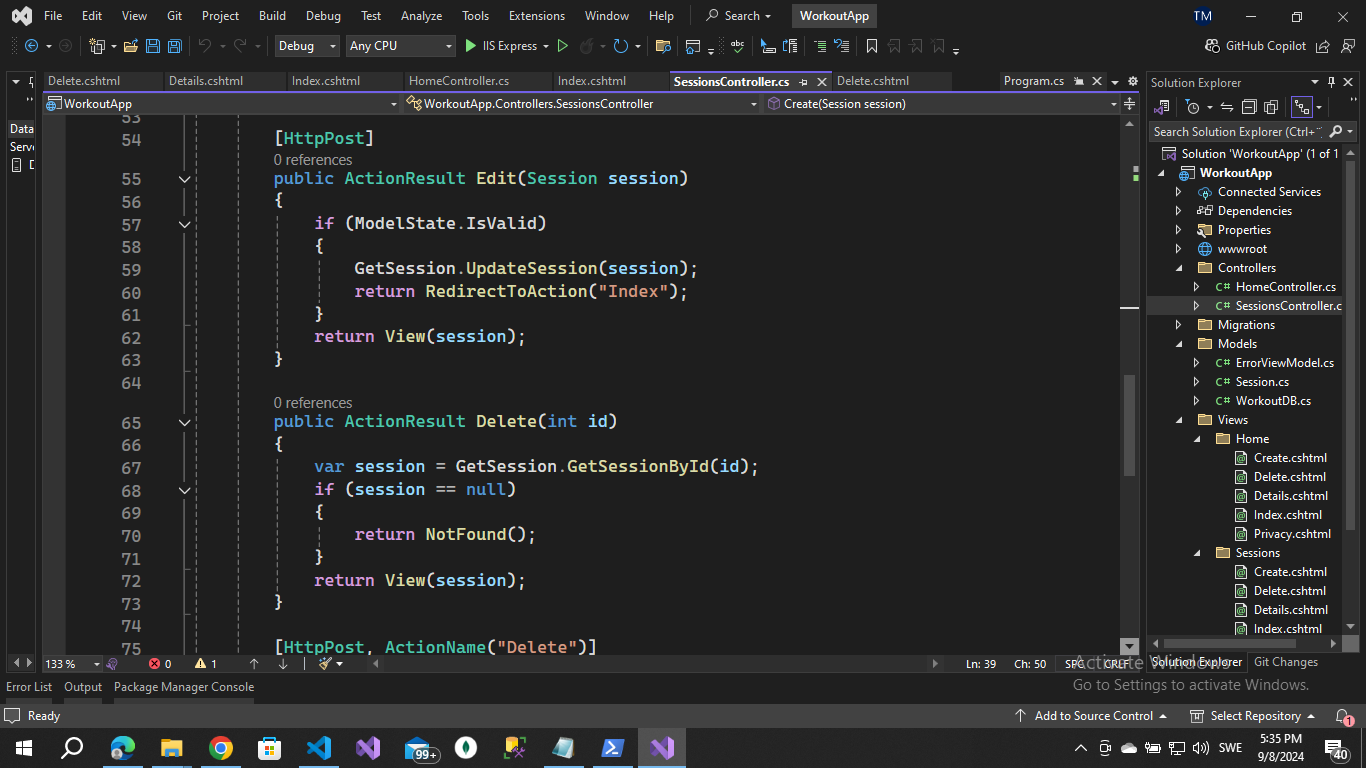 File Edit View Git Project Build Debug Test Analyze Tools Extensions Window Help Search WorkoutApp TM
Debug Any CPU IIS Express GitHub Copilot
Delete.cshtml Details.cshtml Index.cshtml HomeController.cs Index.cshtml SessionsController.cs Delete.cshtml Program.cs
WorkoutApp WorkoutApp.Controllers.SessionsController Create(Session session)
Data
Serv
53
54 [HttpPost]
0 references
55 public ActionResult Edit(Session session)
56 {
57 if (ModelState.IsValid)
58 {
59 GetSession.UpdateSession(session);
60 return RedirectToAction("Index");
61 }
62 return View(session);
63 }
64
0 references
65 public ActionResult Delete(int id)
66 {
67 var session = GetSession.GetSessionById(id);
68 if (session == null)
69 {
70 return NotFound();
71 }
72 return View(session);
73 }
74
75 [HttpPost, ActionName("Delete")]
133 % 0 1 Ln: 39 Ch: 50 SPC CRLF
Solution Explorer
Search Solution Explorer (Ctrl+
Solution 'WorkoutApp' (1 of 1
WorkoutApp
Connected Services
Dependencies
Properties
wwwroot
Controllers
C# HomeController.cs
C# SessionsController.c
Migrations
Models
C# ErrorViewModel.cs
C# Session.cs
C# WorkoutDB.cs
Views
Home
Create.cshtml
Delete.cshtml
Details.cshtml
Index.cshtml
Privacy.cshtml
Sessions
Create.cshtml
Delete.cshtml
Details.cshtml
Index.cshtml
Solution Explorer Git Changes
Activate Windows
Go to Settings to activate Windows.
Error List Output Package Manager Console
Ready Add to Source Control Select Repository 1
99+ SWE 5:35 PM
9/8/2024 40